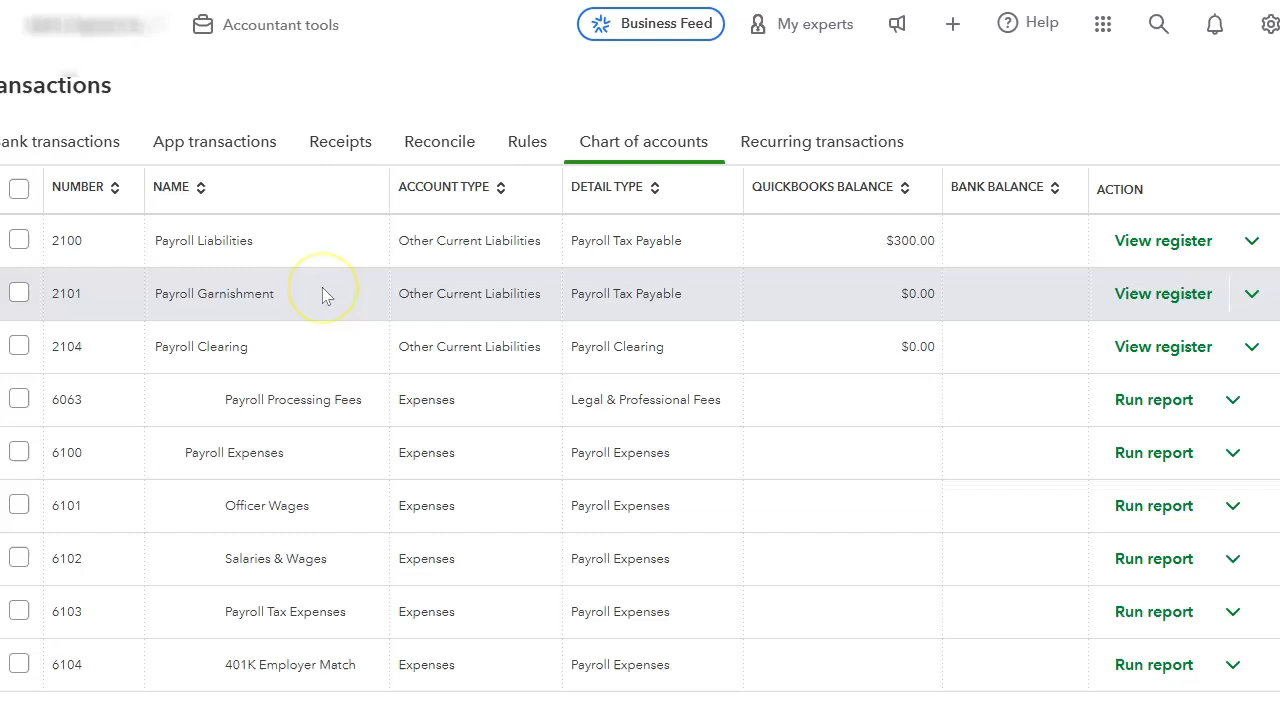 Accountant tools
Business Feed
My experts
Help
ansactions
ank transactions
App transactions
Receipts
Reconcile
Rules
Chart of accounts
Recurring transactions
NUMBER NAME ACCOUNT TYPE DETAIL TYPE QUICKBOOKS BALANCE BANK BALANCE ACTION
2100 Payroll Liabilities Other Current Liabilities Payroll Tax Payable $300.00 View register
2101 Payroll Garnishment Other Current Liabilities Payroll Tax Payable $0.00 View register
2104 Payroll Clearing Other Current Liabilities Payroll Clearing $0.00 View register
6063 Payroll Processing Fees Expenses Legal & Professional Fees Run report
6100 Payroll Expenses Expenses Payroll Expenses Run report
6101 Officer Wages Expenses Payroll Expenses Run report
6102 Salaries & Wages Expenses Payroll Expenses Run report
6103 Payroll Tax Expenses Expenses Payroll Expenses Run report
6104 401K Employer Match Expenses Payroll Expenses Run report